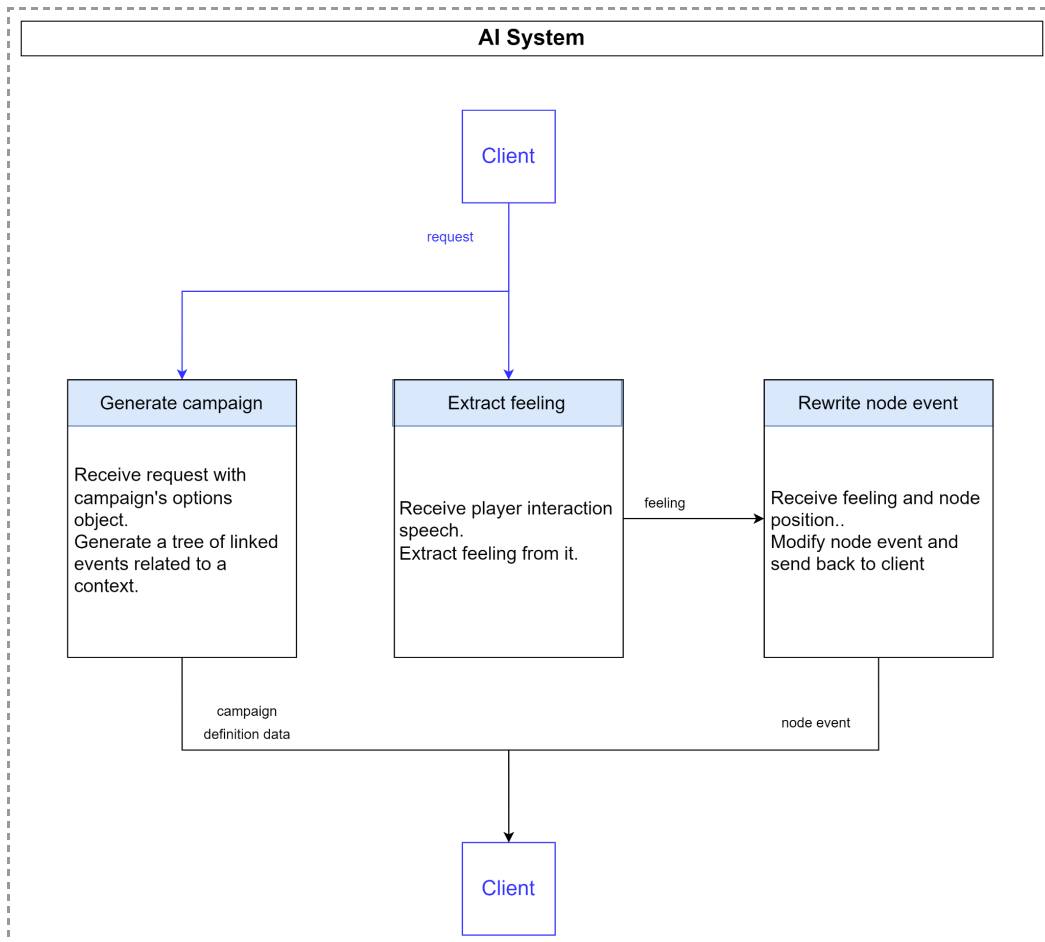 AI System
Client
request
Generate campaign
Receive request with
campaign's options
object.
Generate a tree of linked
events related to a
context.
Extract feeling
Receive player interaction
speech.
Extract feeling from it.
feeling
Rewrite node event
Receive feeling and node
position..
Modify node event and
send back to client
campaign
definition data
node event
Client